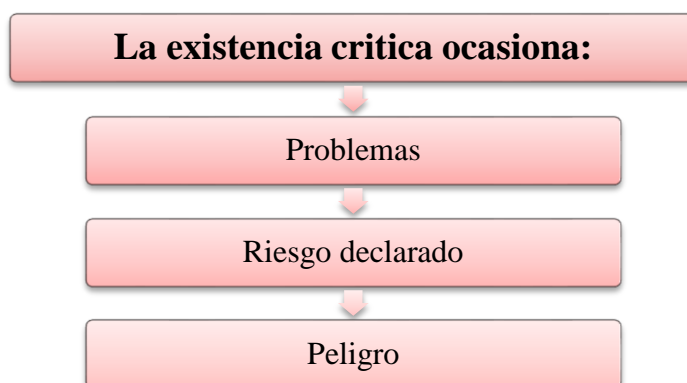 La existencia critica ocasiona:
Problemas
Riesgo declarado
Peligro